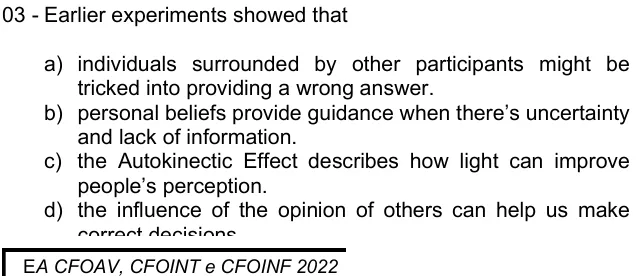 03 - Earlier experiments showed that
a) individuals surrounded by other participants might be
tricked into providing a wrong answer.
b) personal beliefs provide guidance when there's uncertainty
and lack of information.
c) the Autokinectic Effect describes how light can improve
people's perception.
d) the influence of the opinion of others can help us make
correct decisions
EA CFOAV, CFOINT e CFOINF 2022